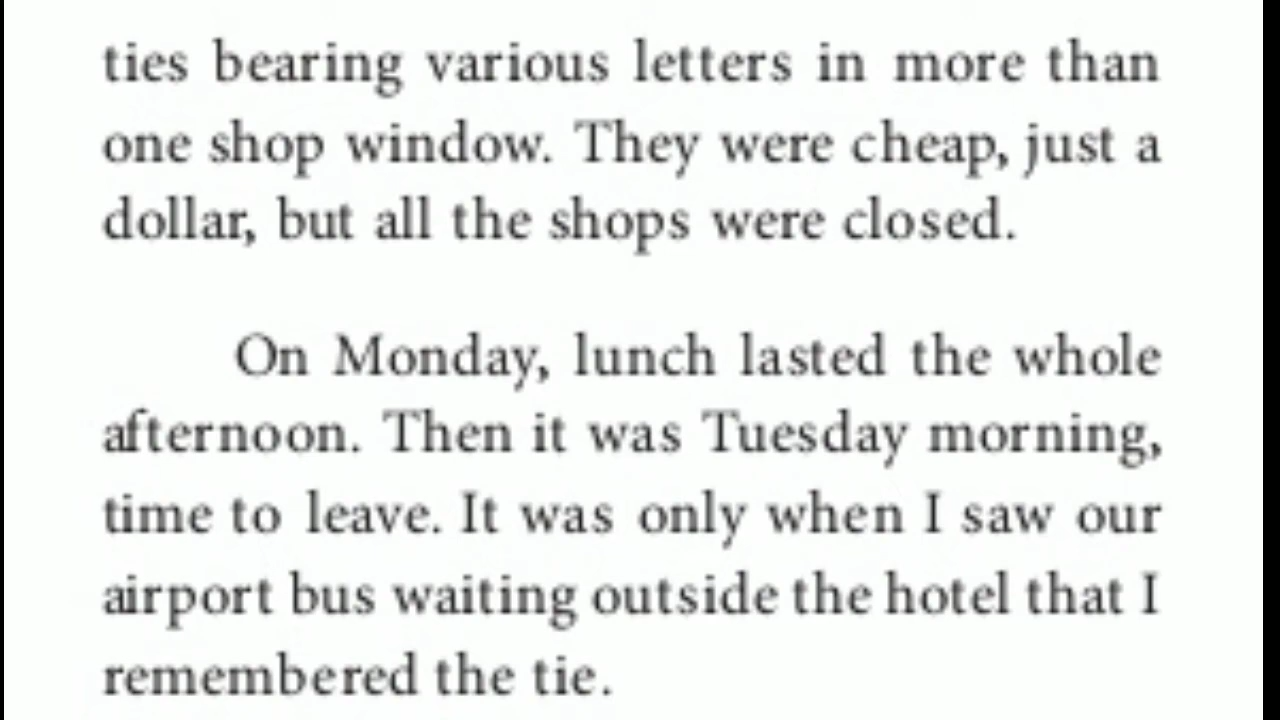 ties bearing various letters in more than
one shop window. They were cheap, just a
dollar, but all the shops were closed.
On Monday, lunch lasted the whole
afternoon. Then it was Tuesday morning,
time to leave. It was only when I saw our
airport bus waiting outside the hotel that I
remembered the tie.